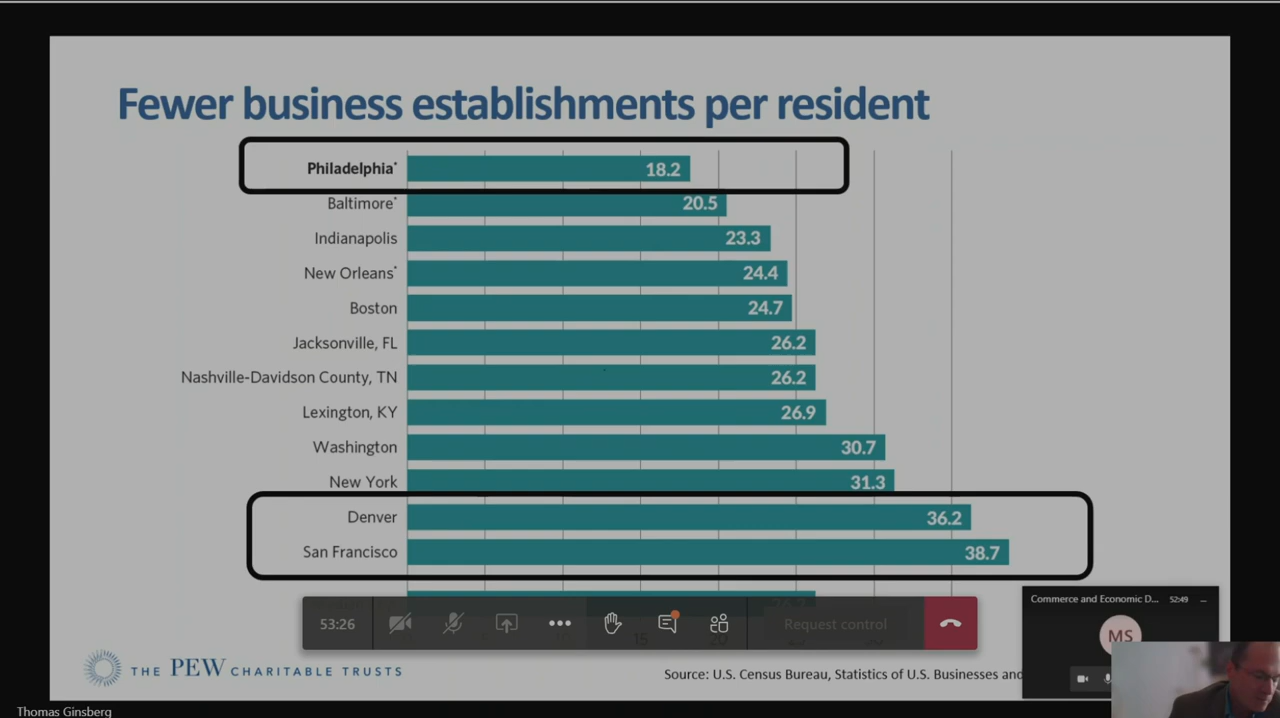 Fewer business establishments per resident
Philadelphia* 18.2
Baltimore* 20.5
Indianapolis 23.3
New Orleans* 24.4
Boston 24.7
Jacksonville, FL 26.2
Nashville-Davidson County, TN 26.2
Lexington, KY 26.9
Washington 30.7
New York 31.3
Denver 36.2
San Francisco 38.7
53:26
Request control
15 20
Commerce and Economic D... 52:49
MS
THE PEW CHARITABLE TRUSTS
Source: U.S. Census Bureau, Statistics of U.S. Businesses and
Thomas Ginsberg